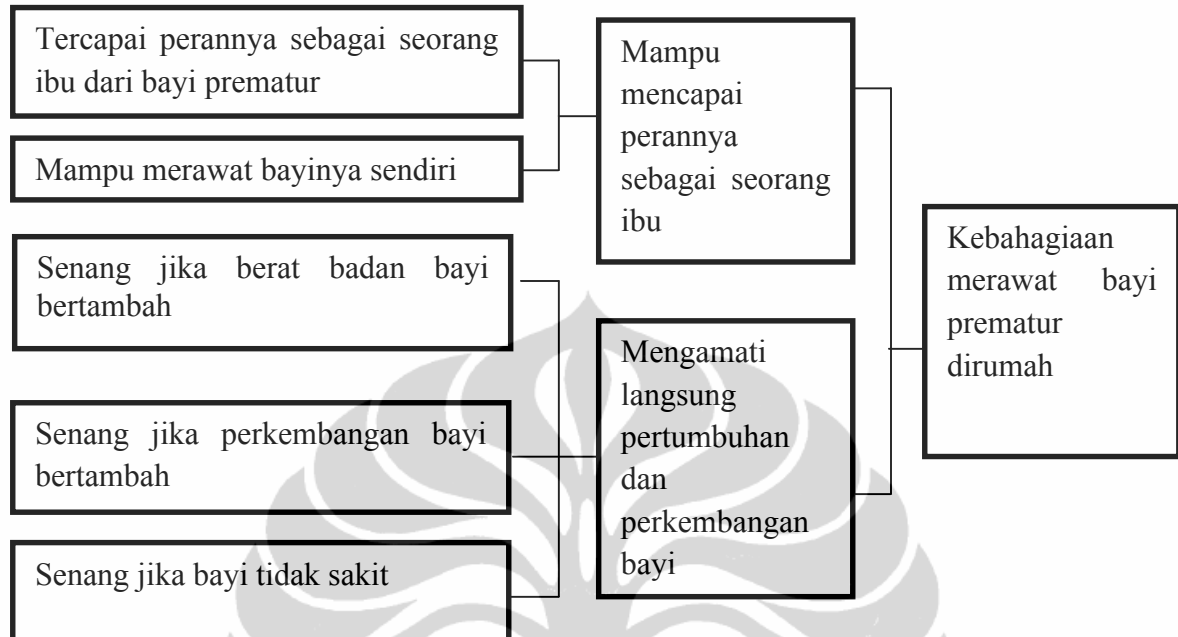 Tercapai perannya sebagai seorang
ibu dari bayi prematur
Mampu merawat bayinya sendiri
Senang jika berat badan bayi
bertambah
Senang jika perkembangan bayi
bertambah
Senang jika bayi tidak sakit
Mampu
mencapai
perannya
sebagai seorang
ibu
Mengamati
langsung
pertumbuhan
dan
perkembangan
bayi
Kebahagiaan
merawat bayi
prematur
dirumah